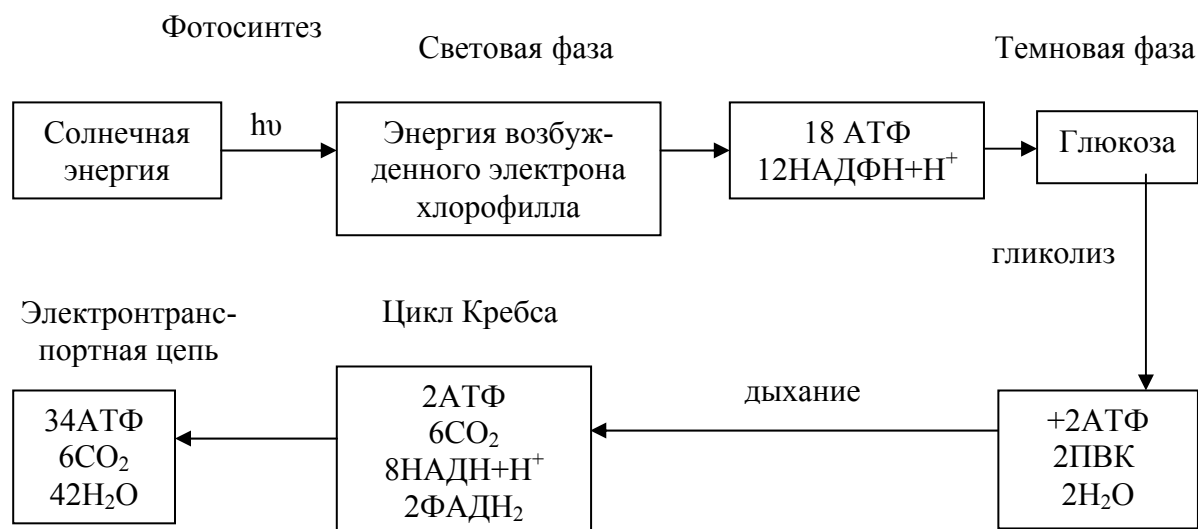 Фотосинтез
Световая фаза
Темновая фаза
Солнечная
энергия
hυ
Энергия возбуж-
денного электрона
хлорофилла
18 АТФ
12НАДФН+Н⁺
Глюкоза
гликолиз
Электронтранс-
портная цепь
Цикл Кребса
34АТФ
6СО₂
42Н₂О
2АТФ
6СО₂
8НАДН+Н⁺
2ФАДН₂
дыхание
+2АТФ
2ПВК
2Н₂О